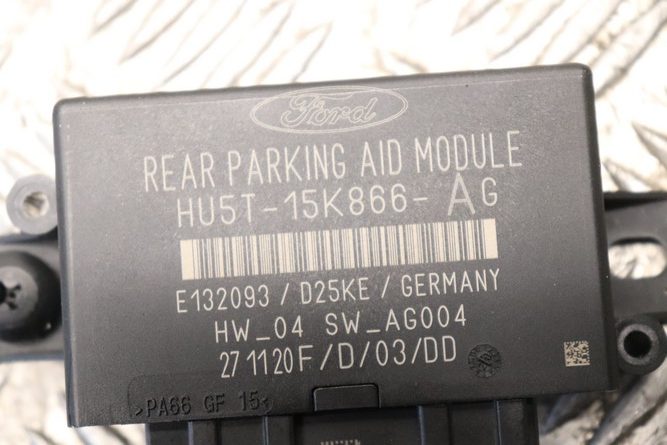 Ford
REAR PARKING AID MODULE
HU5T-15K866-AG
E132093 / D25KE / GERMANY
HW_04 SW_AG004
271120F/D/03/DD
>PA66 GF 15<